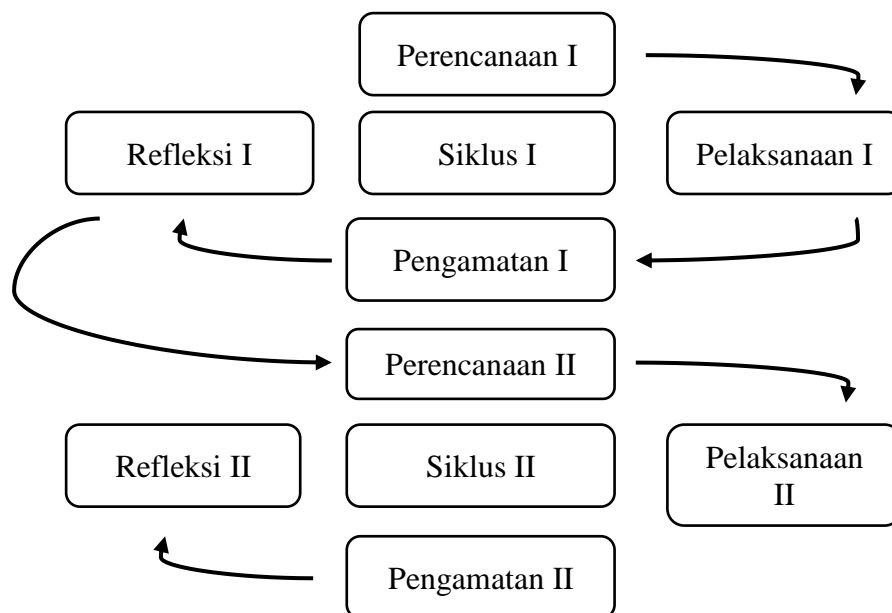 Perencanaan I
Refleksi I
Siklus I
Pelaksanaan I
Pengamatan I
Perencanaan II
Refleksi II
Siklus II
Pelaksanaan
II
Pengamatan II